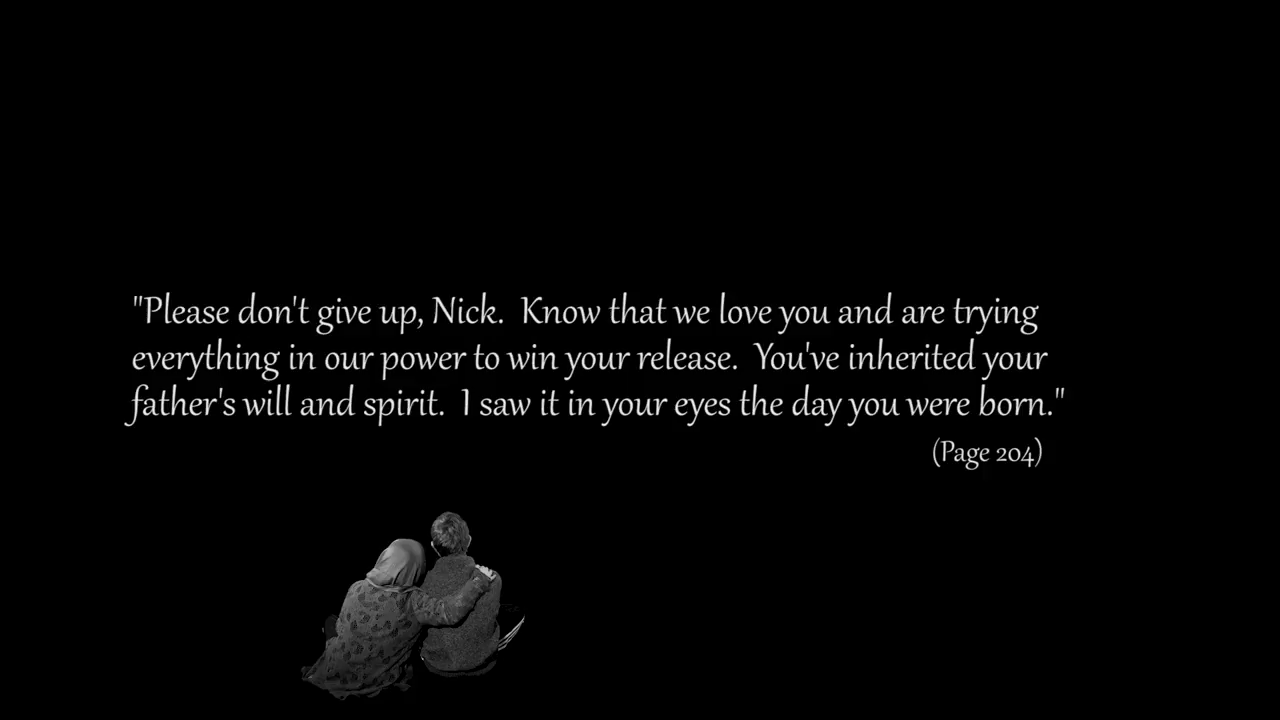 "Please don't give up, Nick.  Know that we love you and are trying
everything in our power to win your release.  You've inherited your
father's will and spirit.  I saw it in your eyes the day you were born."
(Page 204)